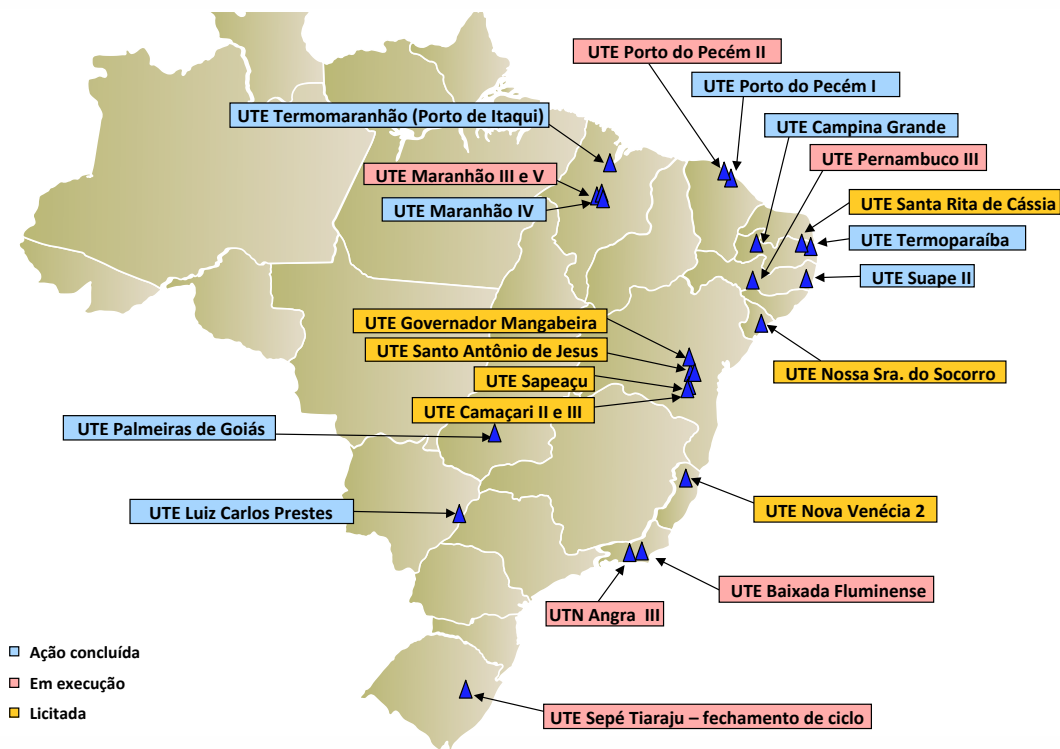 UTE Porto do Pecém II
UTE Porto do Pecém I
UTE Termomaranhão (Porto de Itaqui)
UTE Campina Grande
UTE Pernambuco III
UTE Maranhão III e V
UTE Santa Rita de Cássia
UTE Maranhão IV
UTE Termoparaíba
UTE Suape II
UTE Governador Mangabeira
UTE Santo Antônio de Jesus
UTE Nossa Sra. do Socorro
UTE Sapeaçu
UTE Camaçari II e III
UTE Palmeiras de Goiás
UTE Luiz Carlos Prestes
UTE Nova Venécia 2
UTE Baixada Fluminense
UTN Angra  III
Ação concluída
Em execução
Licitada
UTE Sepé Tiaraju – fechamento de ciclo